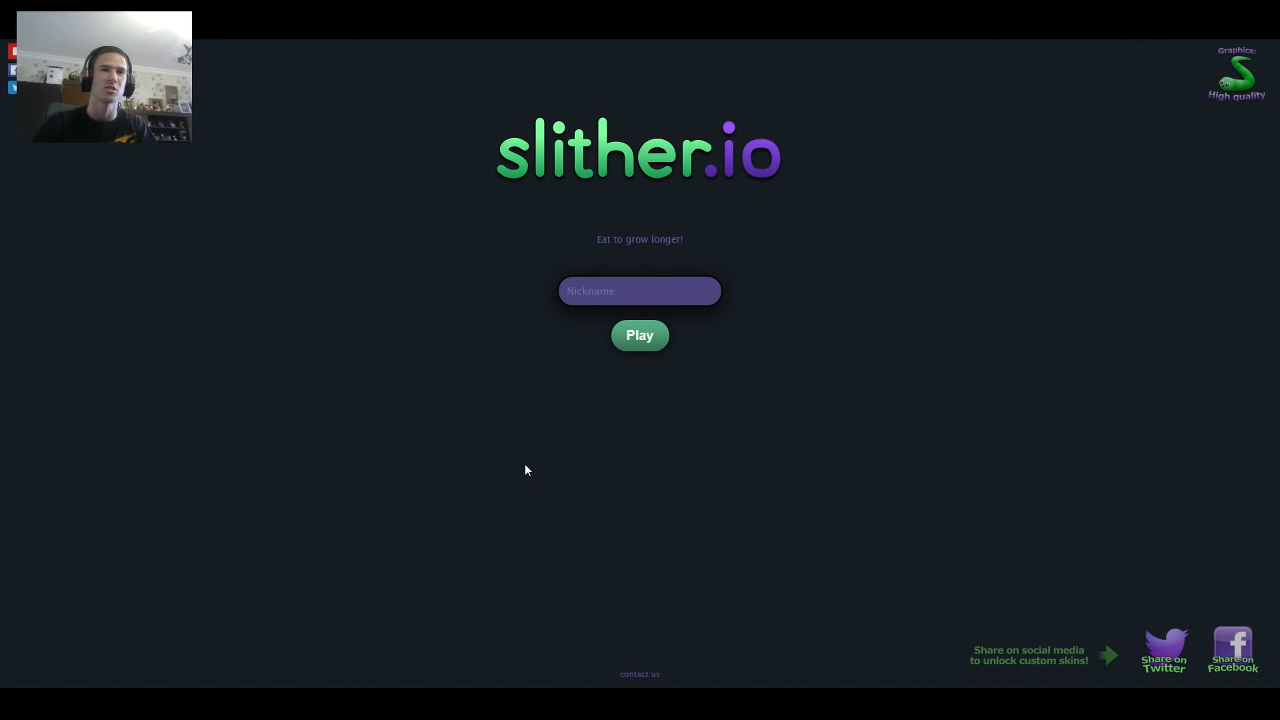 Graphics:
High quality
slither.io
Eat to grow longer!
Nickname
Play
Share on social media
to unlock custom skins!
Share on
Twitter
Share on
Facebook
contact us